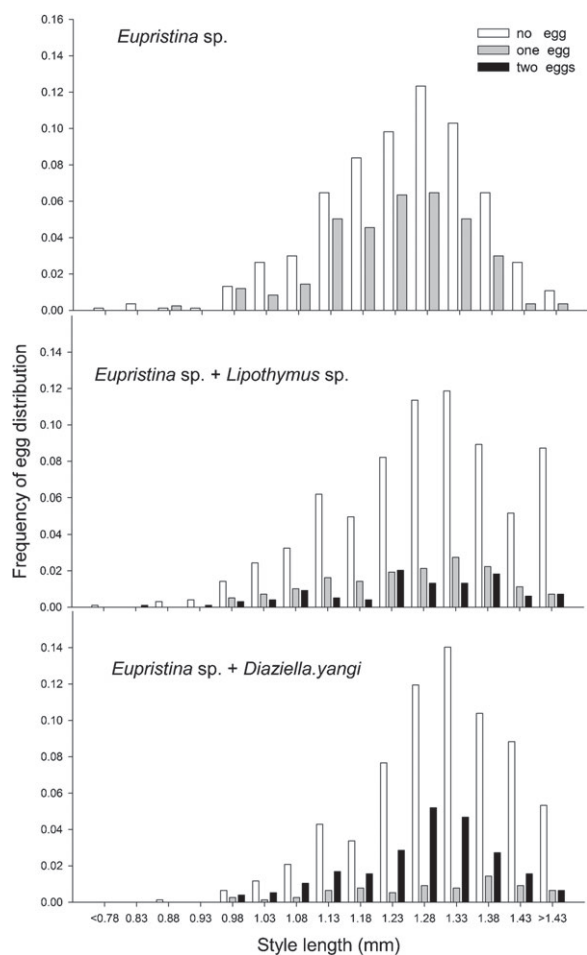 Eupristina sp.
no egg
one egg
two eggs
0.16
0.14
0.12
0.10
0.08
0.06
0.04
0.02
0.00
Eupristina sp. + Lipothymus sp.
0.14
0.12
0.10
0.08
0.06
0.04
0.02
0.00
Frequency of egg distribution
Eupristina sp. + Diaziella.yangi
0.14
0.12
0.10
0.08
0.06
0.04
0.02
0.00
<0.78 0.83 0.88 0.93 0.98 1.03 1.08 1.13 1.18 1.23 1.28 1.33 1.38 1.43 >1.43
Style length (mm)